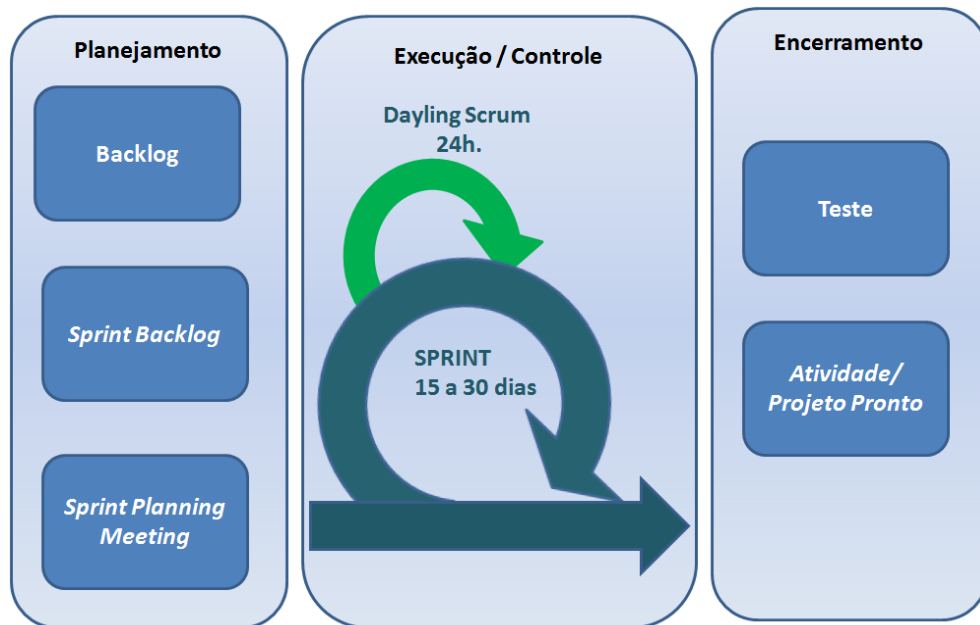 Planejamento
Backlog
Sprint Backlog
Sprint Planning
Meeting
Execução / Controle
Dayling Scrum
24h.
SPRINT
15 a 30 dias
Encerramento
Teste
Atividade/
Projeto Pronto